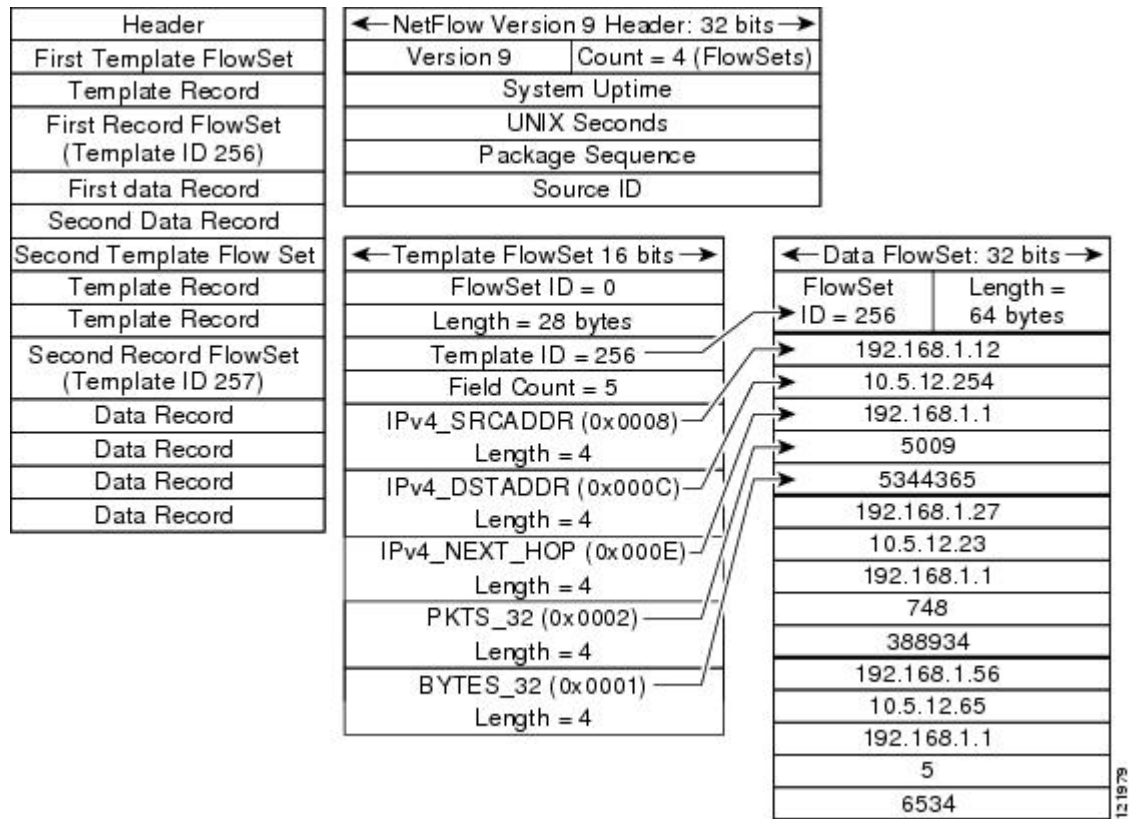 Header
First Template FlowSet
Template Record
First Record FlowSet
(Template ID 256)
First data Record
Second Data Record
Second Template Flow Set
Template Record
Template Record
Second Record FlowSet
(Template ID 257)
Data Record
Data Record
Data Record
Data Record
NetFlow Version 9 Header: 32 bits
Version 9
Count = 4 (FlowSets)
System Uptime
UNIX Seconds
Package Sequence
Source ID
Template FlowSet 16 bits
FlowSet ID = 0
Length = 28 bytes
Template ID = 256
Field Count = 5
IPv4_SRCADDR (0x0008)
Length = 4
IPv4_DSTADDR (0x000C)
Length = 4
IPv4_NEXT_HOP (0x000E)
Length = 4
PKTS_32 (0x0002)
Length = 4
BYTES_32 (0x0001)
Length = 4
Data FlowSet: 32 bits
FlowSet
ID = 256
Length =
64 bytes
192.168.1.12
10.5.12.254
192.168.1.1
5009
5344365
192.168.1.27
10.5.12.23
192.168.1.1
748
388934
192.168.1.56
10.5.12.65
192.168.1.1
5
6534
121979